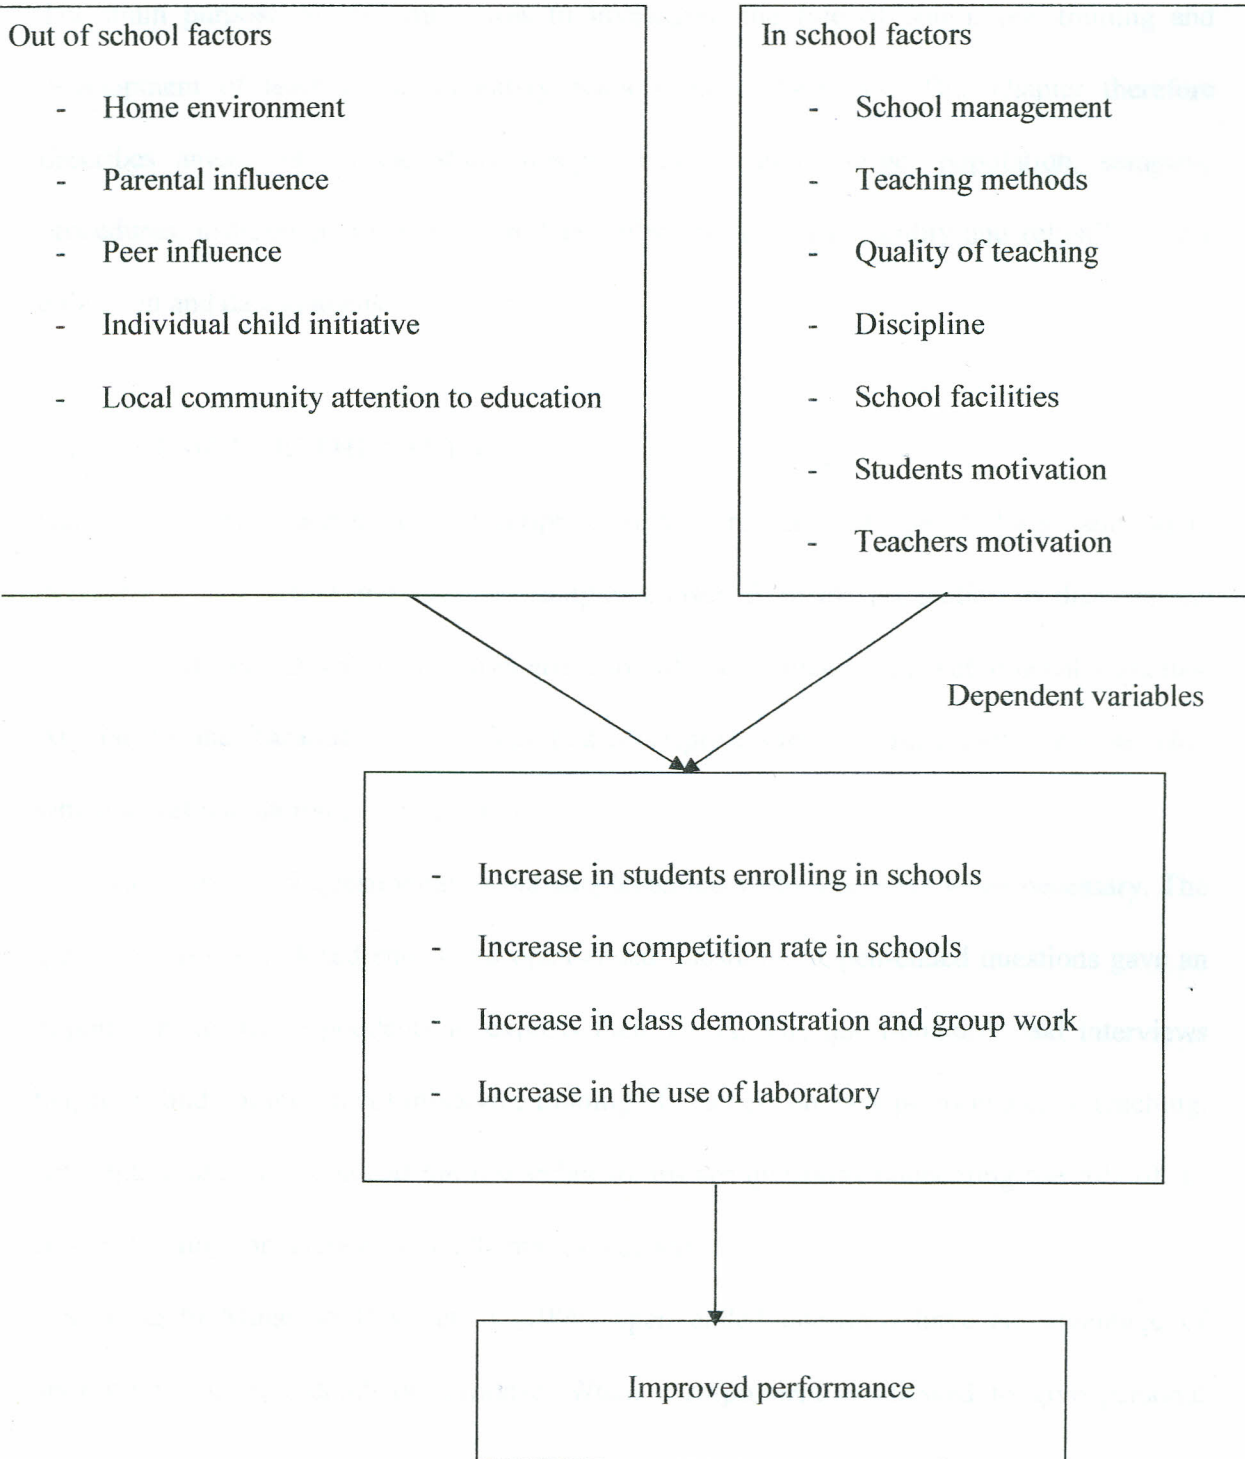 Out of school factors
- Home environment
- Parental influence
- Peer influence
- Individual child initiative
- Local community attention to education
In school factors
- School management
- Teaching methods
- Quality of teaching
- Discipline
- School facilities
- Students motivation
- Teachers motivation
Dependent variables
- Increase in students enrolling in schools
- Increase in competition rate in schools
- Increase in class demonstration and group work
- Increase in the use of laboratory
Improved performance